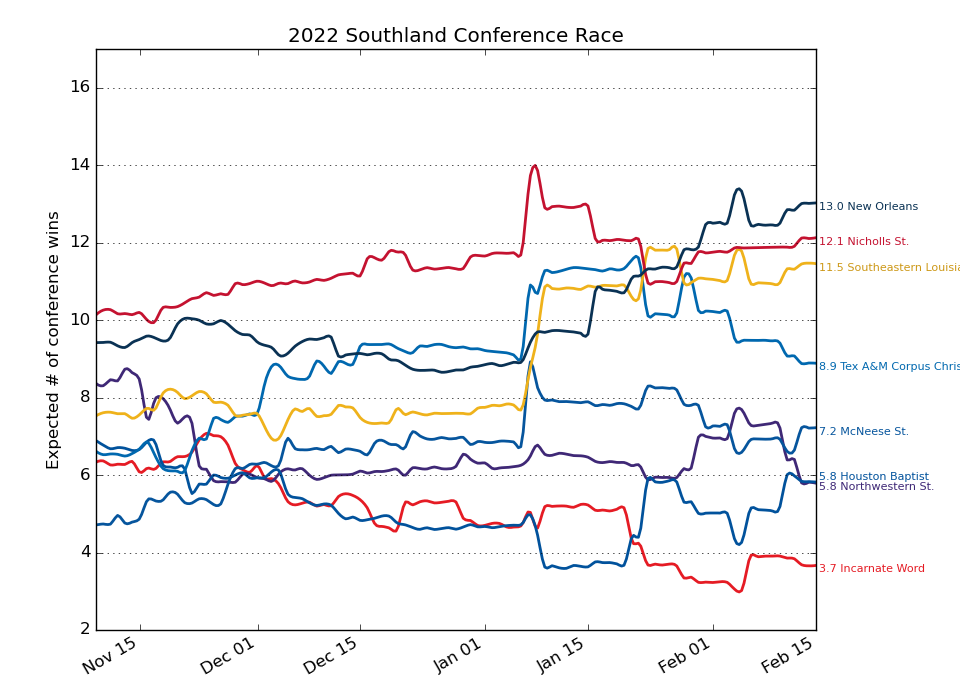 2022 Southland Conference Race
Expected # of conference wins
16
14
12
10
8
6
4
2
13.0 New Orleans
12.1 Nicholls St.
11.5 Southeastern Louisia
8.9 Tex A&M Corpus Chris
7.2 McNeese St.
5.8 Houston Baptist
5.8 Northwestern St.
3.7 Incarnate Word
Nov 15
Dec 01
Dec 15
Jan 01
Jan 15
Feb 01
Feb 15